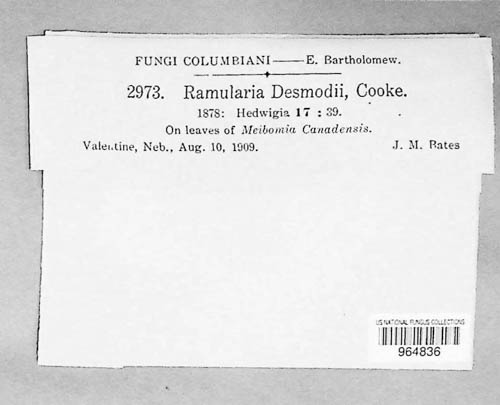 FUNGI COLUMBIANI——E. Bartholomew.
2973. Ramularia Desmodii, Cooke.
1878: Hedwigia 17 : 39.
On leaves of Meibomia Canadensis.
Valentine, Neb., Aug. 10, 1909. J. M. Bates
US NATIONAL FUNGUS COLLECTIONS
964836